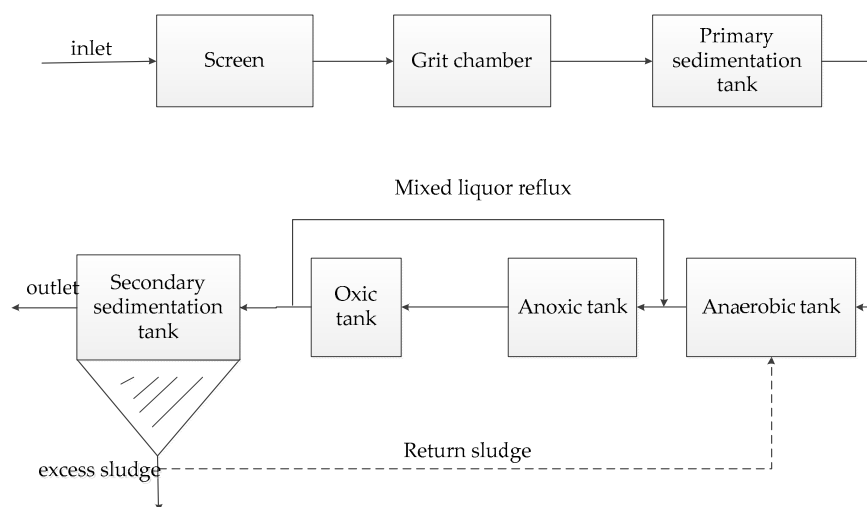 inlet
Screen
Grit chamber
Primary
sedimentation
tank
Mixed liquor reflux
outlet
Secondary
sedimentation
tank
Oxic
tank
Anoxic tank
Anaerobic tank
Return sludge
excess sludge